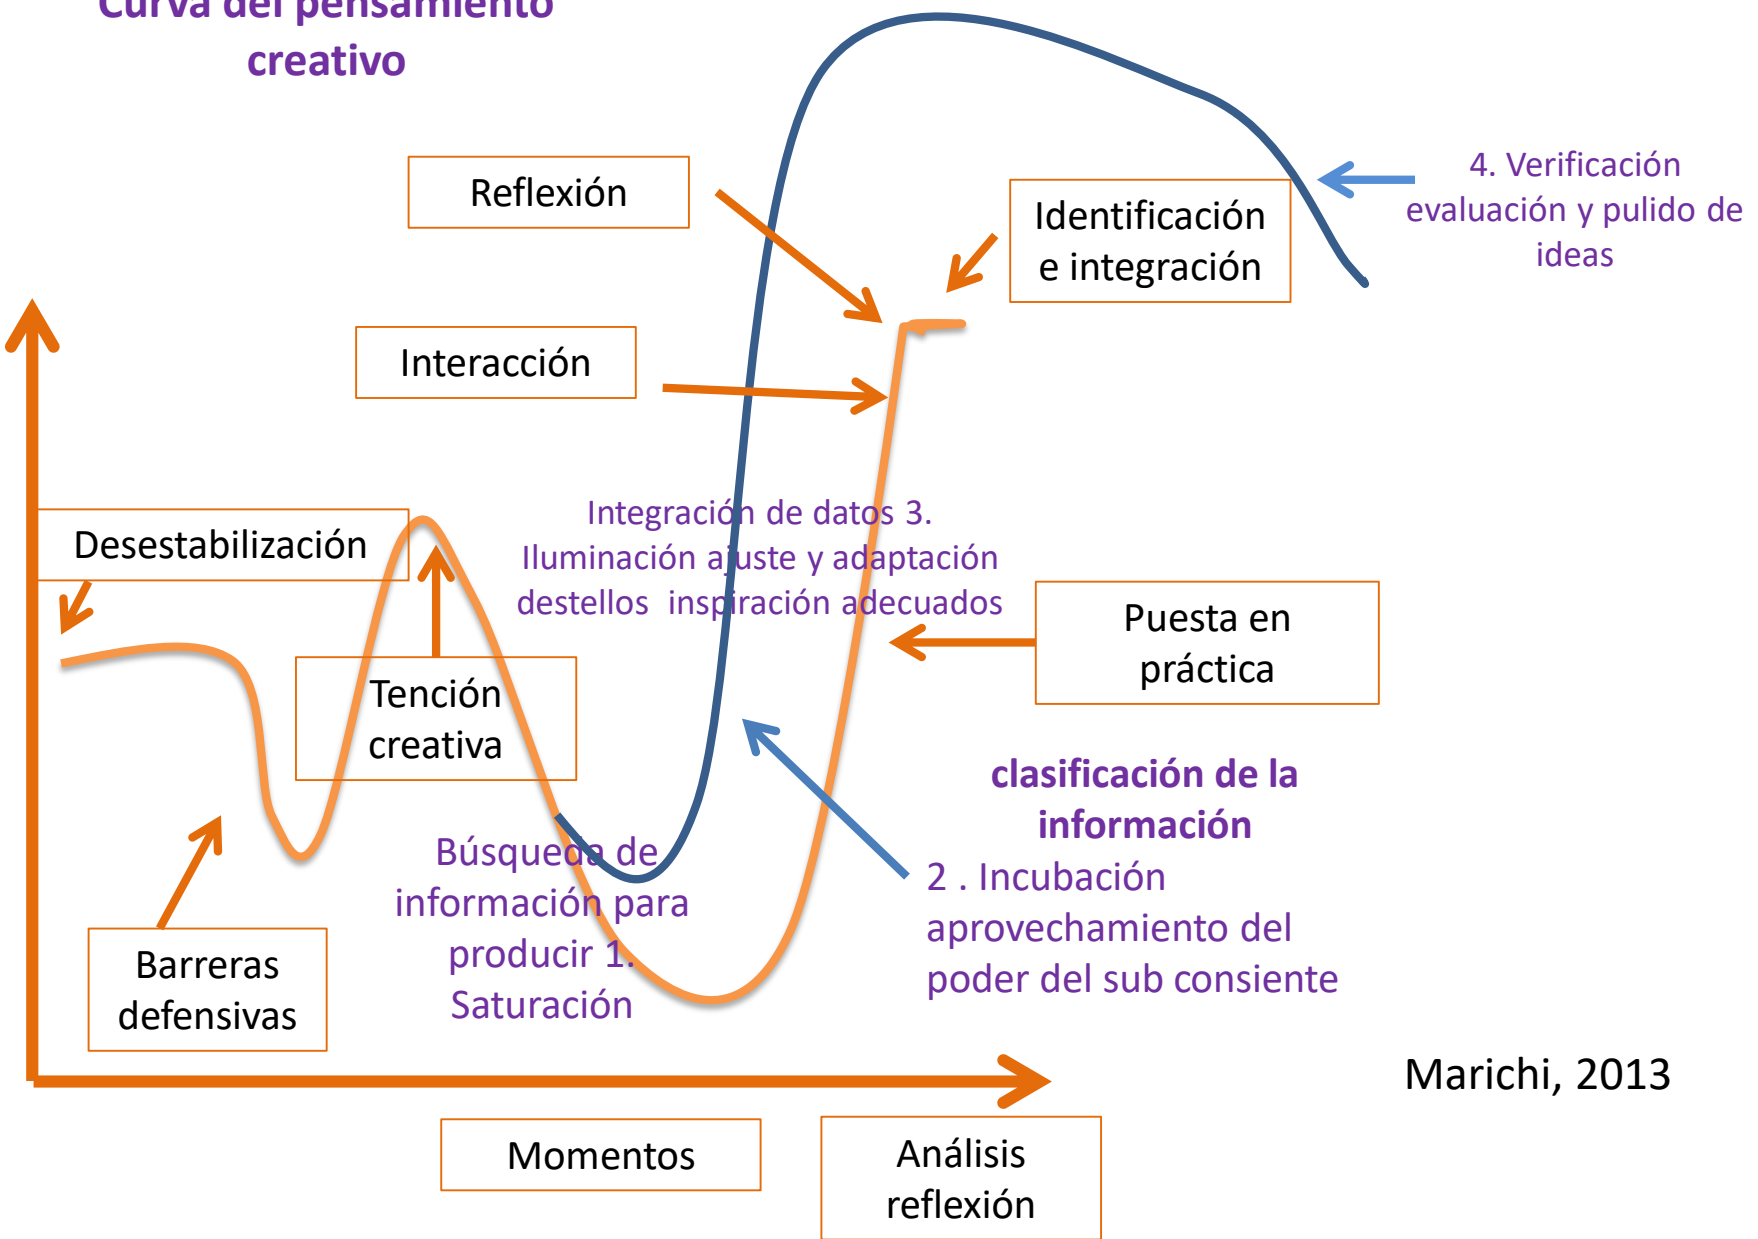 Curva del pensamiento
creativo
Reflexión
Identificación
e integración
4. Verificación
evaluación y pulido de
ideas
Interacción
Desestabilización
Integración de datos 3.
Iluminación ajuste y adaptación
destellos  inspiración adecuados
Puesta en
práctica
Tención
creativa
clasificación de la
información
2 . Incubación
aprovechamiento del
poder del sub consiente
Búsqueda de
información para
producir 1.
Saturación
Barreras
defensivas
Marichi, 2013
Momentos
Análisis
reflexión